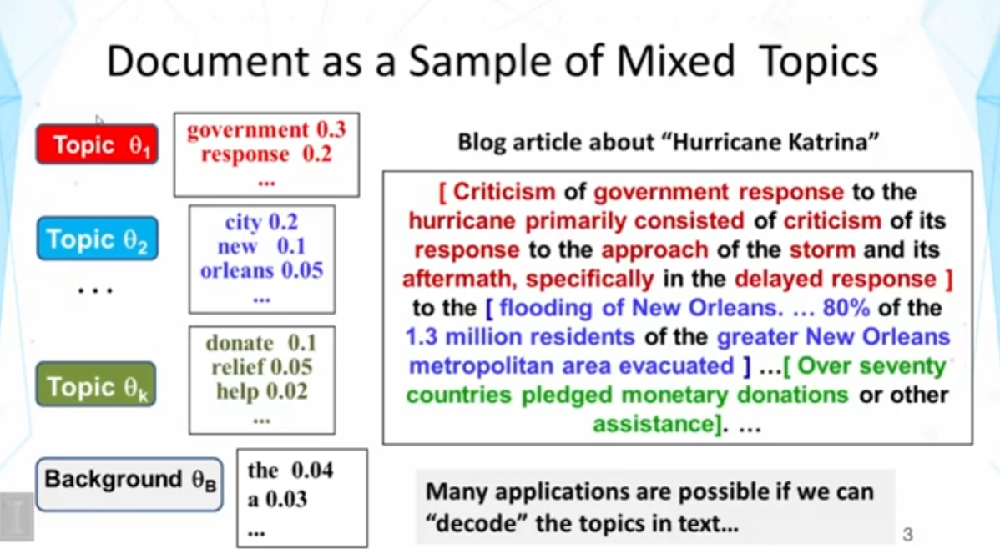 Document as a Sample of Mixed Topics
Topic θ1
government 0.3
response 0.2
...
Topic θ2
city 0.2
new 0.1
orleans 0.05
...
...
Topic θk
donate 0.1
relief 0.05
help 0.02
...
Background θB
the 0.04
a 0.03
...
Blog article about “Hurricane Katrina”
[ Criticism of government response to the
hurricane primarily consisted of criticism of its
response to the approach of the storm and its
aftermath, specifically in the delayed response ]
to the [ flooding of New Orleans. ... 80% of the
1.3 million residents of the greater New Orleans
metropolitan area evacuated ] ...[ Over seventy
countries pledged monetary donations or other
assistance]. ...
Many applications are possible if we can
“decode” the topics in text...
3
I